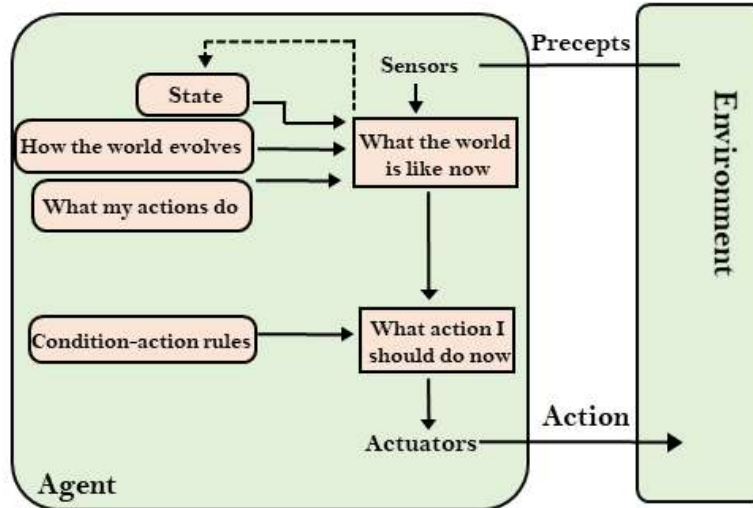 Precepts
Sensors
State
How the world evolves
What the world
is like now
What my actions do
Environment
Condition-action rules
What action I
should do now
Action
Actuators
Agent